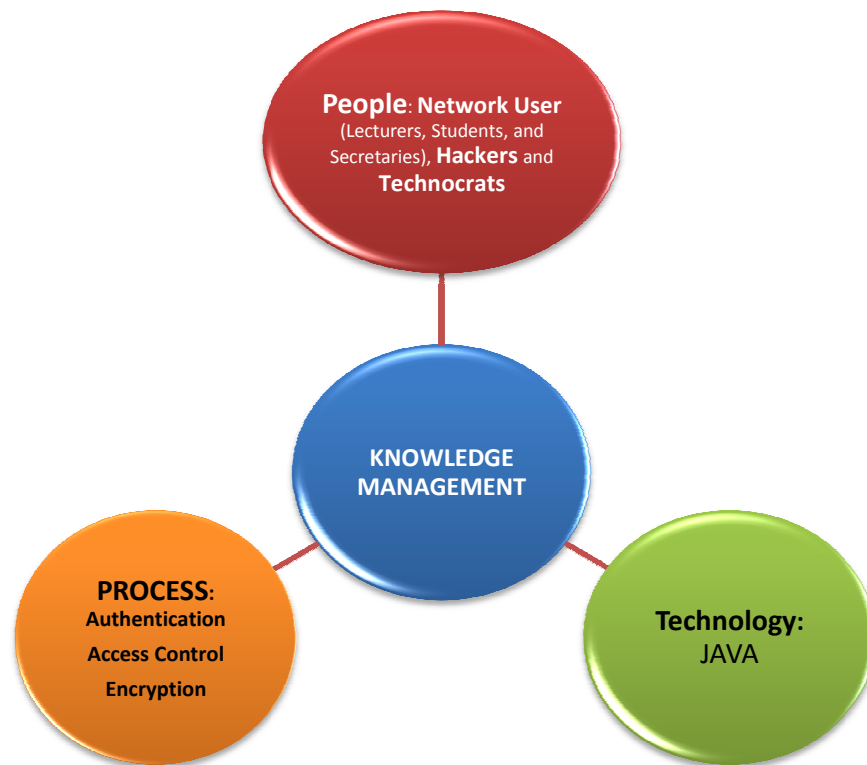 People: Network User
(Lecturers, Students, and
Secretaries), Hackers and
Technocrats
KNOWLEDGE
MANAGEMENT
PROCESS:
Authentication
Access Control
Encryption
Technology:
JAVA